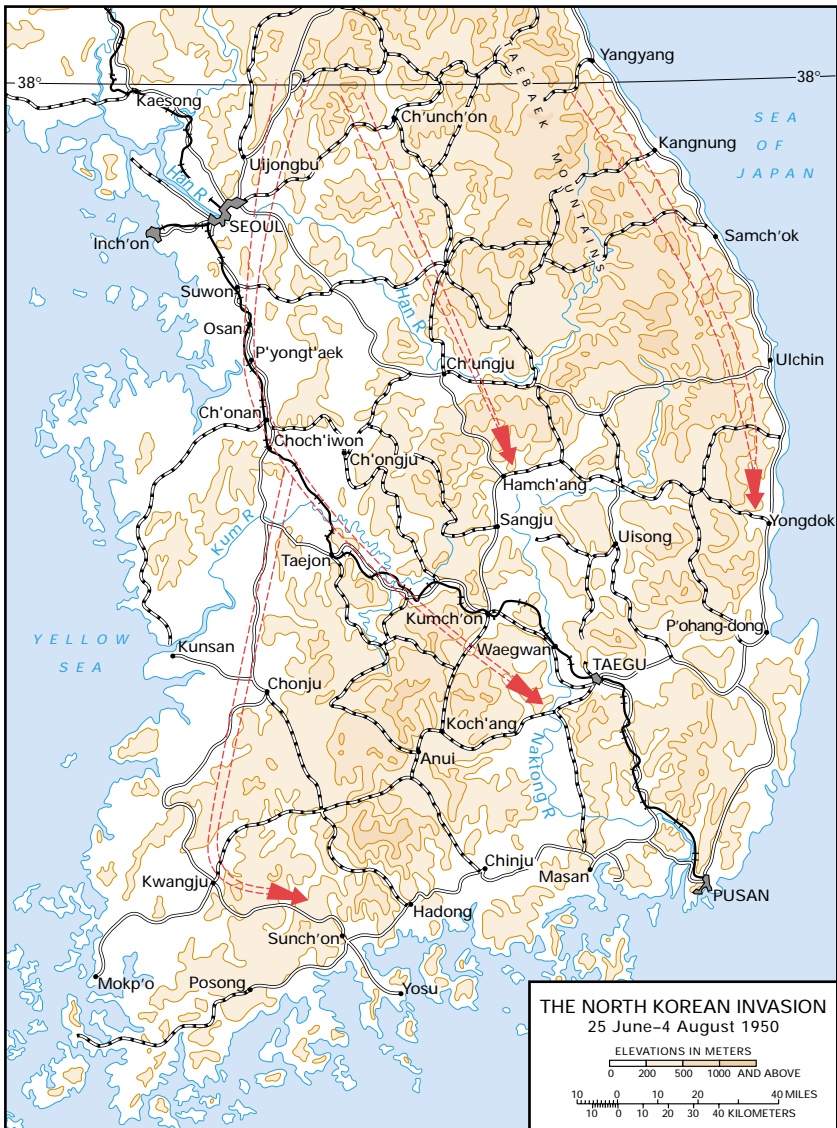 Yangyang
TAEBAEK MOUNTAINS
38°
38°
Kaesong
Ch'unch'on
SEA
OF
JAPAN
Kangnung
Uijongbu
Han R
SEOUL
Inch'on
Samch'ok
Suwon
Han R
Osan
P'yongt'aek
Ch'ungju
Ulchin
Ch'onan
Choch'iwon
Ch'ongju
Hamch'ang
Sangju
Yongdok
Kum R
Uisong
Taejon
Kumch'on
P'ohang-dong
YELLOW
SEA
Kunsan
Waegwan
TAEGU
Chonju
Koch'ang
Anui
Naktong R
Chinju
Masan
Kwangju
PUSAN
Hadong
Sunch'on
Mokp'o
Posong
Yosu
THE NORTH KOREAN INVASION
25 June–4 August 1950
ELEVATIONS IN METERS
0 200 500 1000 AND ABOVE
10 0 10 20 40 MILES
10 0 10 20 30 40 KILOMETERS